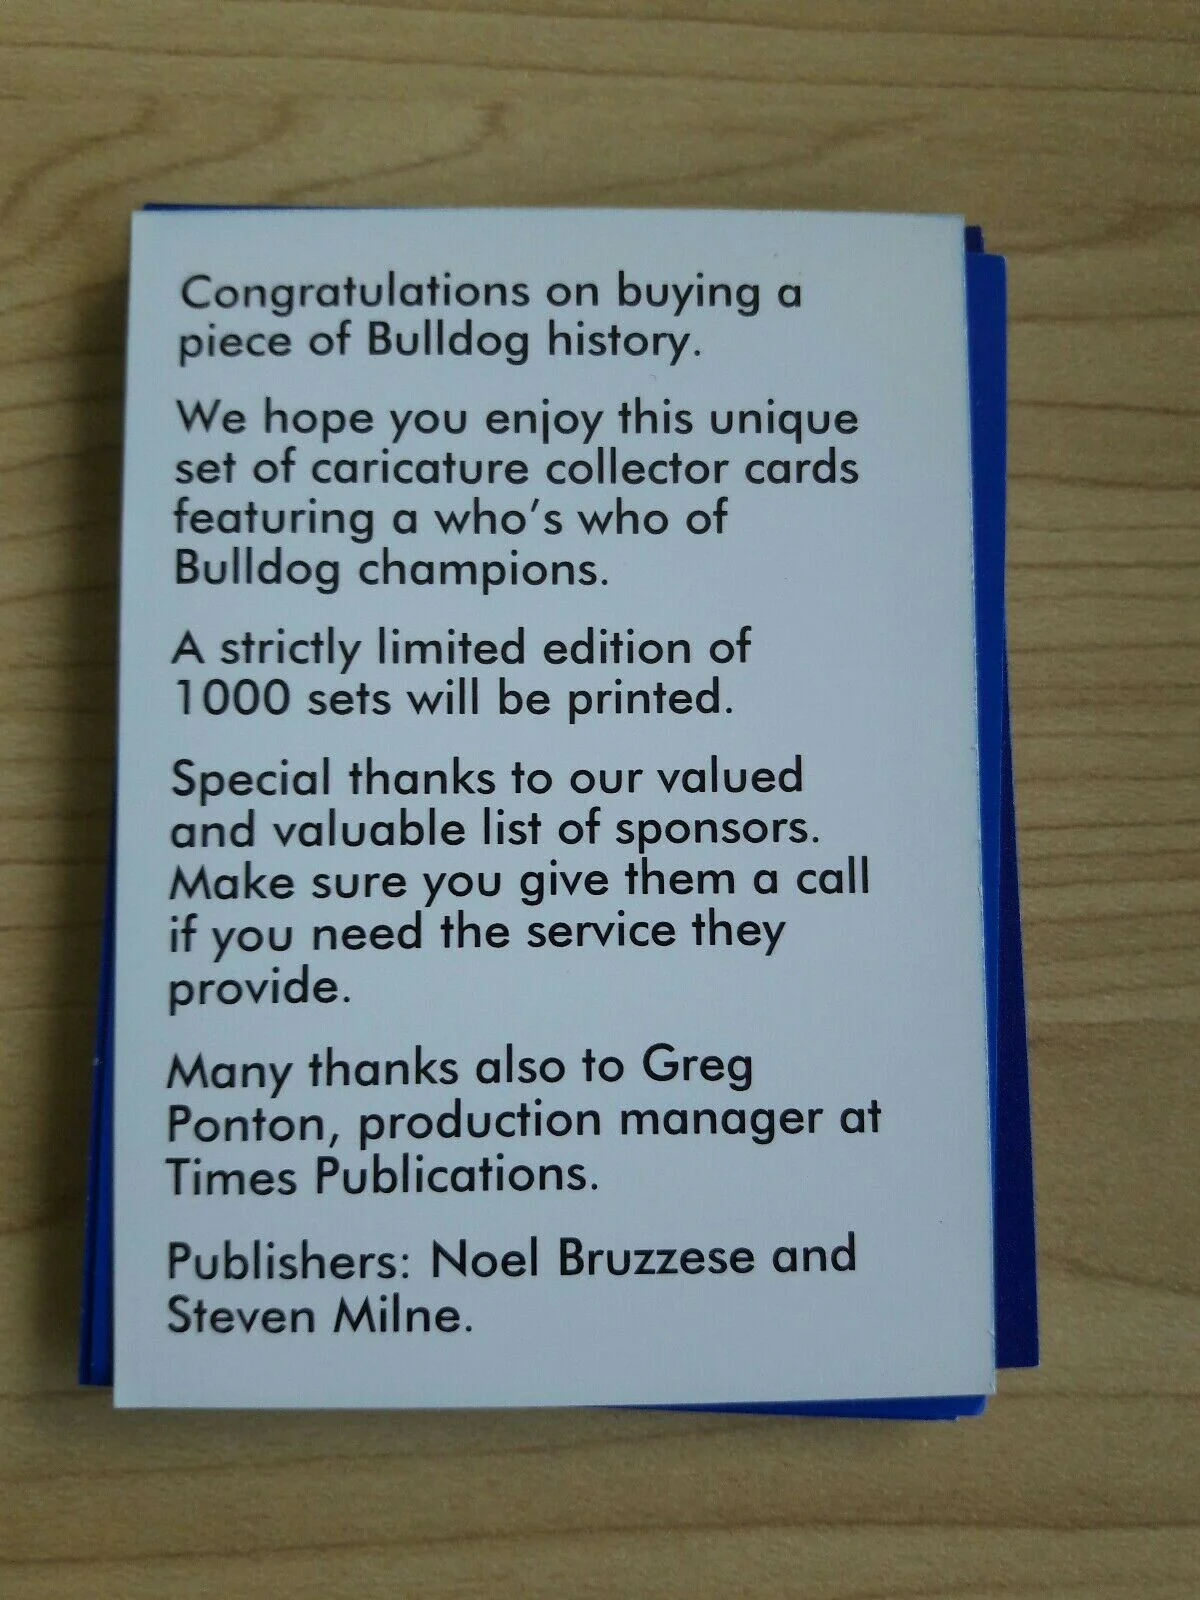 Congratulations on buying a
piece of Bulldog history.
We hope you enjoy this unique
set of caricature collector cards
featuring a who's who of
Bulldog champions.
A strictly limited edition of
1000 sets will be printed.
Special thanks to our valued
and valuable list of sponsors.
Make sure you give them a call
if you need the service they
provide.
Many thanks also to Greg
Ponton, production manager at
Times Publications.
Publishers: Noel Bruzzese and
Steven Milne.